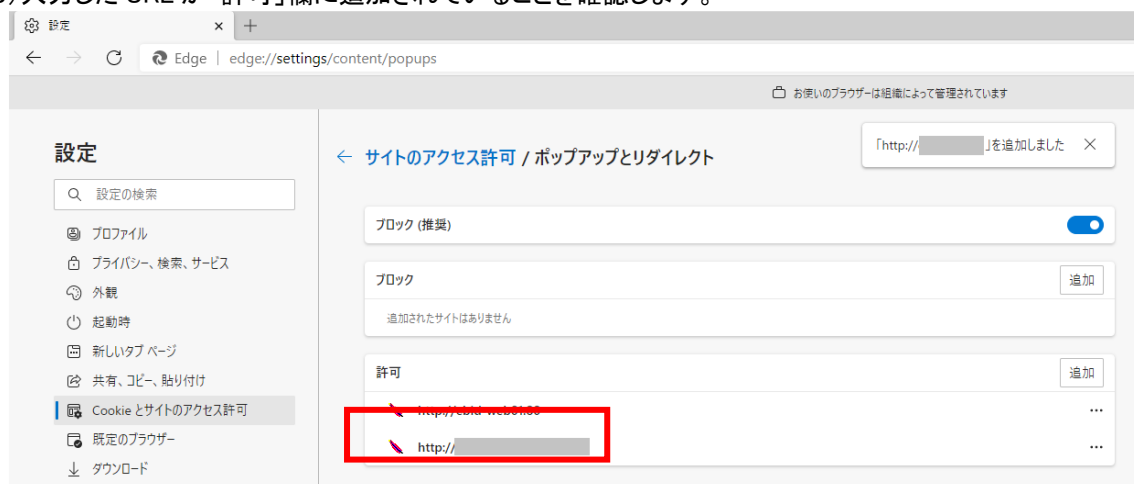 入力した URL が「許可」欄に追加されていることを確認します。
設定
Edge edge://settings/content/popups
お使いのブラウザーは組織によって管理されています
設定
サイトのアクセス許可 / ポップアップとリダイレクト
「http:// 」を追加しました
設定の検索
ブロック (推奨)
プロファイル
プライバシー、検索、サービス
ブロック
追加
外観
追加されたサイトはありません
起動時
新しいタブ ページ
許可
追加
共有、コピー、貼り付け
Cookie とサイトのアクセス許可
既定のブラウザー
http://
ダウンロード